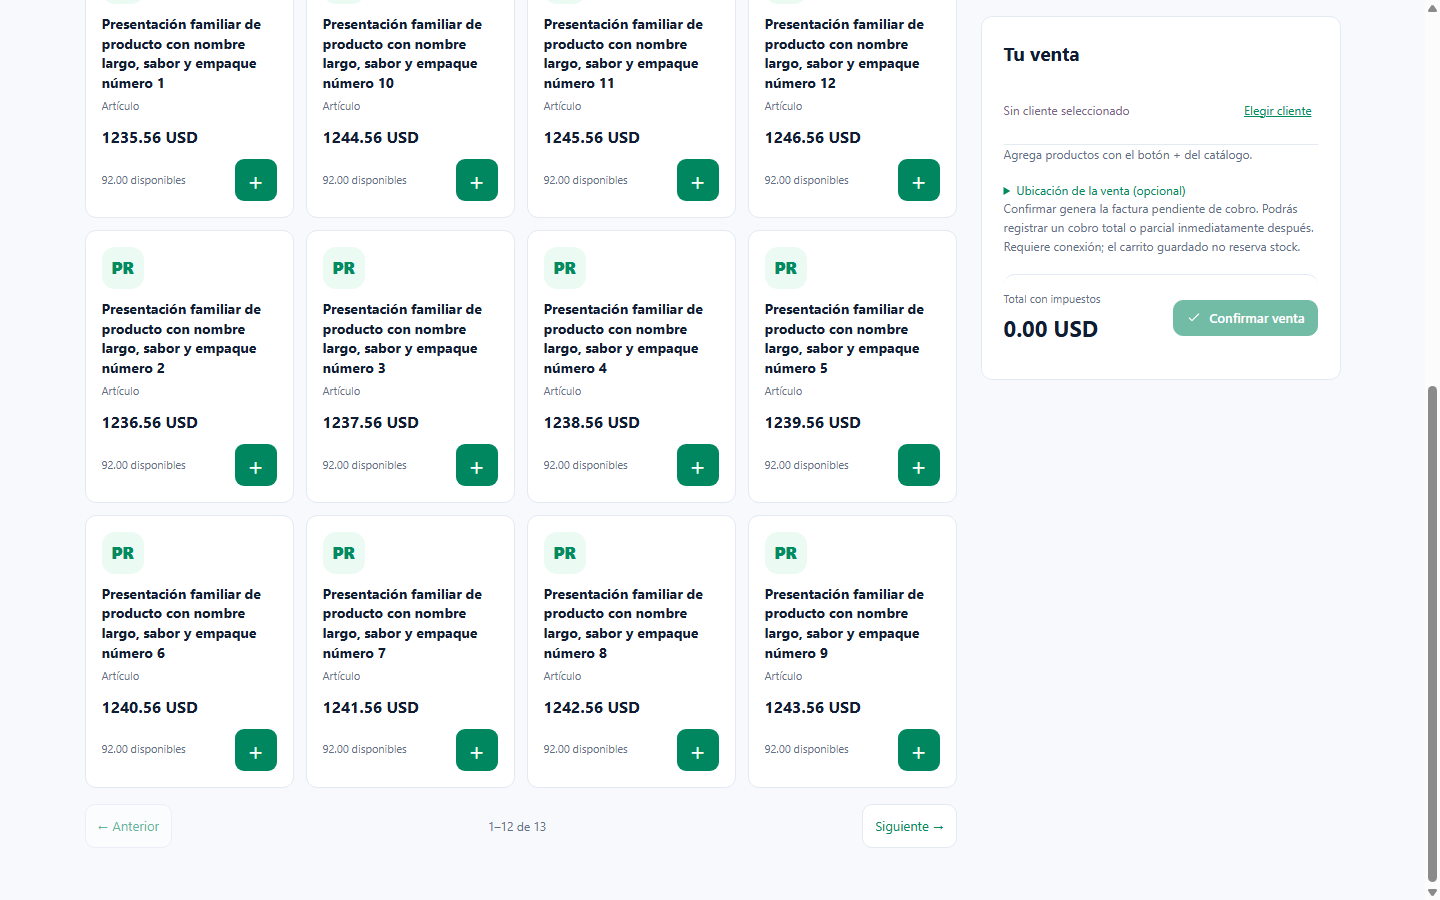 Presentación familiar de
producto con nombre
largo, sabor y empaque
número 1
Artículo
1235.56 USD
92.00 disponibles
+
Presentación familiar de
producto con nombre
largo, sabor y empaque
número 10
Artículo
1244.56 USD
92.00 disponibles
+
Presentación familiar de
producto con nombre
largo, sabor y empaque
número 11
Artículo
1245.56 USD
92.00 disponibles
+
Presentación familiar de
producto con nombre
largo, sabor y empaque
número 12
Artículo
1246.56 USD
92.00 disponibles
+
PR
Presentación familiar de
producto con nombre
largo, sabor y empaque
número 2
Artículo
1236.56 USD
92.00 disponibles
+
PR
Presentación familiar de
producto con nombre
largo, sabor y empaque
número 3
Artículo
1237.56 USD
92.00 disponibles
+
PR
Presentación familiar de
producto con nombre
largo, sabor y empaque
número 4
Artículo
1238.56 USD
92.00 disponibles
+
PR
Presentación familiar de
producto con nombre
largo, sabor y empaque
número 5
Artículo
1239.56 USD
92.00 disponibles
+
PR
Presentación familiar de
producto con nombre
largo, sabor y empaque
número 6
Artículo
1240.56 USD
92.00 disponibles
+
PR
Presentación familiar de
producto con nombre
largo, sabor y empaque
número 7
Artículo
1241.56 USD
92.00 disponibles
+
PR
Presentación familiar de
producto con nombre
largo, sabor y empaque
número 8
Artículo
1242.56 USD
92.00 disponibles
+
PR
Presentación familiar de
producto con nombre
largo, sabor y empaque
número 9
Artículo
1243.56 USD
92.00 disponibles
+
← Anterior
1–12 de 13
Siguiente →
Tu venta
Sin cliente seleccionado
Elegir cliente
Agrega productos con el botón + del catálogo.
▶ Ubicación de la venta (opcional)
Confirmar genera la factura pendiente de cobro. Podrás
registrar un cobro total o parcial inmediatamente después.
Requiere conexión; el carrito guardado no reserva stock.
Total con impuestos
0.00 USD
✓ Confirmar venta